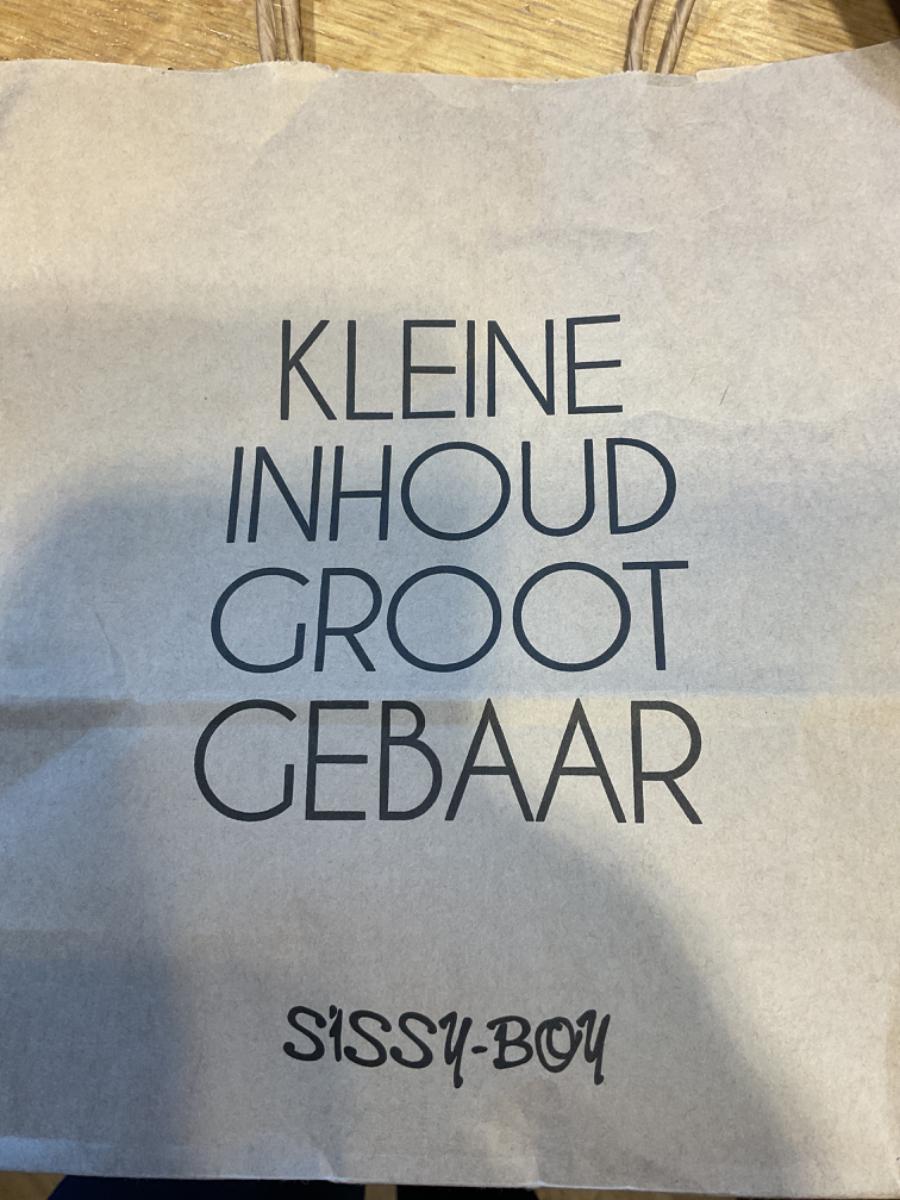 KLEINE
INHOUD
GROOT
GEBAAR
SiSSY-BOY